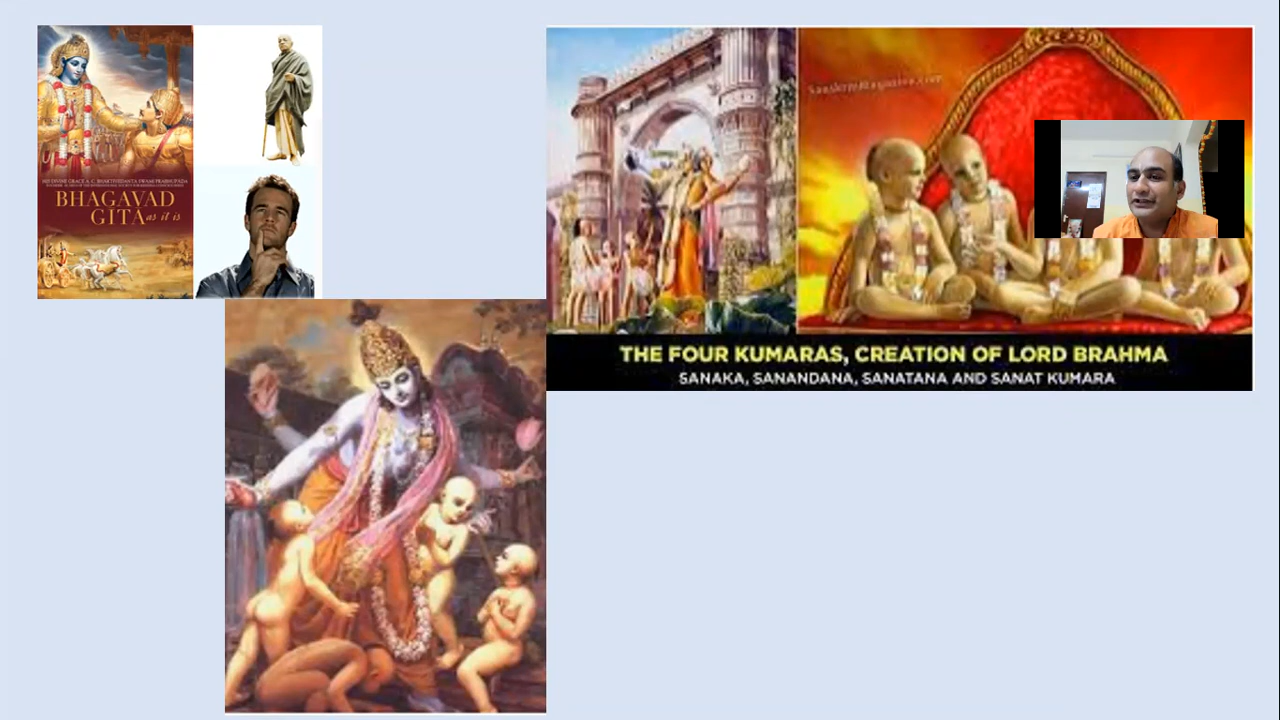 HIS DIVINE GRACE A. C. BHAKTIVEDANTA SWAMI PRABHUPADA
BHAGAVAD
GITA as it is
THE FOUR KUMARAS, CREATION OF LORD BRAHMA
SANAKA, SANANDANA, SANATANA AND SANAT KUMARA